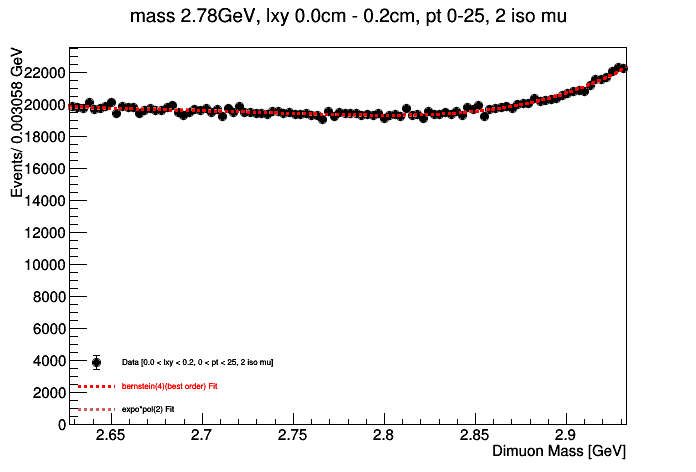 mass 2.78GeV, lxy 0.0cm - 0.2cm, pt 0-25, 2 iso mu
Events/ 0.003058 GeV
22000
20000
18000
16000
14000
12000
10000
8000
6000
4000
2000
0
Data [0.0 < lxy < 0.2, 0 < pt < 25, 2 iso mu]
bernstein(4)(best order) Fit
expo*pol(2) Fit
2.65 2.7 2.75 2.8 2.85 2.9
Dimuon Mass [GeV]